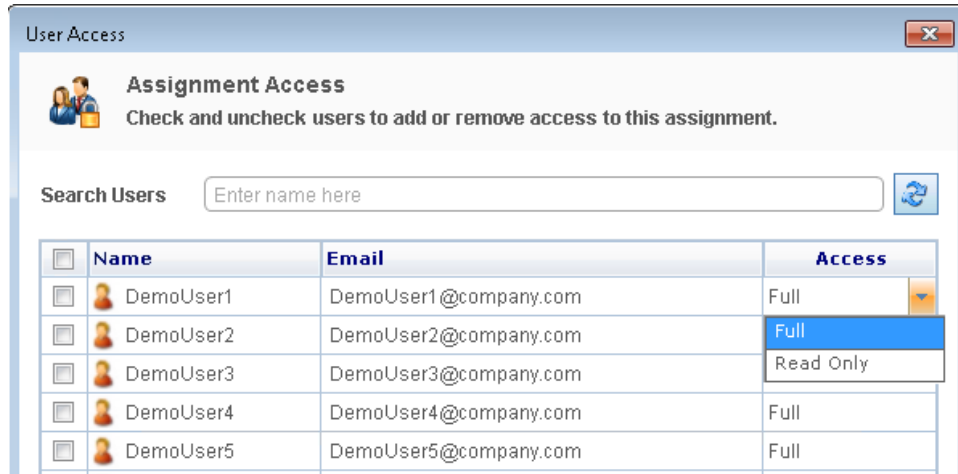 User Access
Assignment Access
Check and uncheck users to add or remove access to this assignment.
Search Users Enter name here
Name Email Access
DemoUser1 DemoUser1@company.com Full
DemoUser2 DemoUser2@company.com Full
DemoUser3 DemoUser3@company.com Read Only
DemoUser4 DemoUser4@company.com Full
DemoUser5 DemoUser5@company.com Full